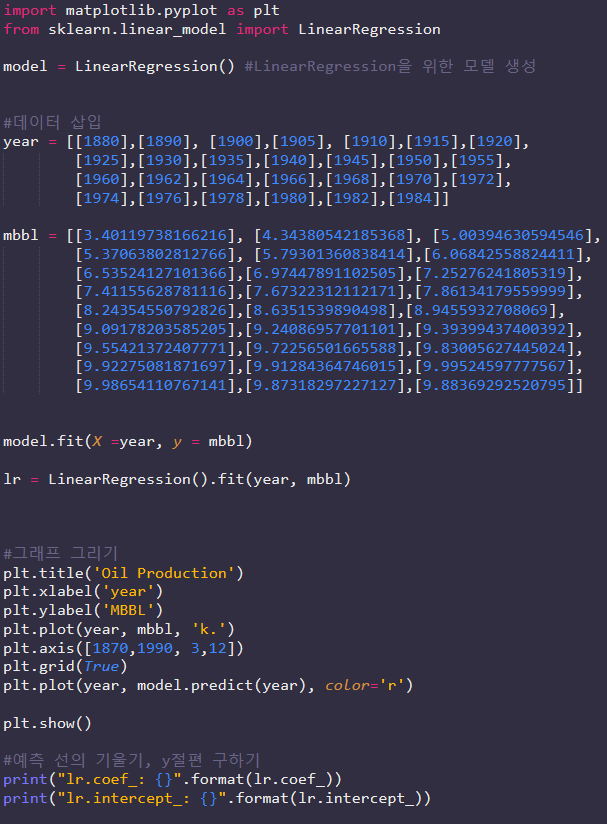 import matplotlib.pyplot as plt
from sklearn.linear_model import LinearRegression
model = LinearRegression() #LinearRegression을 위한 모델 생성
#데이터 삽입
year = [[1880],[1890], [1900],[1905], [1910],[1915],[1920],
[1925],[1930],[1935],[1940],[1945],[1950],[1955],
[1960],[1962],[1964],[1966],[1968],[1970],[1972],
[1974],[1976],[1978],[1980],[1982],[1984]]
mbbl = [[3.40119738166216], [4.34380542185368], [5.00394630594546],
[5.37063802812766], [5.79301360838414],[6.06842558824411],
[6.53524127101366],[6.97447891102505],[7.25276241805319],
[7.41155628781116],[7.67322312112171],[7.86134179559999],
[8.24354550792826],[8.6351539890498],[8.9455932708069],
[9.09178203585205],[9.24086957701101],[9.39399437400392],
[9.55421372407771],[9.72256501665588],[9.83005627445024],
[9.92275081871697],[9.91284364746015],[9.99524597777567],
[9.98654110767141],[9.87318297227127],[9.88369292520795]]
model.fit(X =year, y = mbbl)
lr = LinearRegression().fit(year, mbbl)
#그래프 그리기
plt.title('Oil Production')
plt.xlabel('year')
plt.ylabel('MBBL')
plt.plot(year, mbbl, 'k.')
plt.axis([1870,1990, 3,12])
plt.grid(True)
plt.plot(year, model.predict(year), color='r')
plt.show()
#예측 선의 기울기, y절편 구하기
print("lr.coef_: {}".format(lr.coef_))
print("lr.intercept_: {}".format(lr.intercept_))